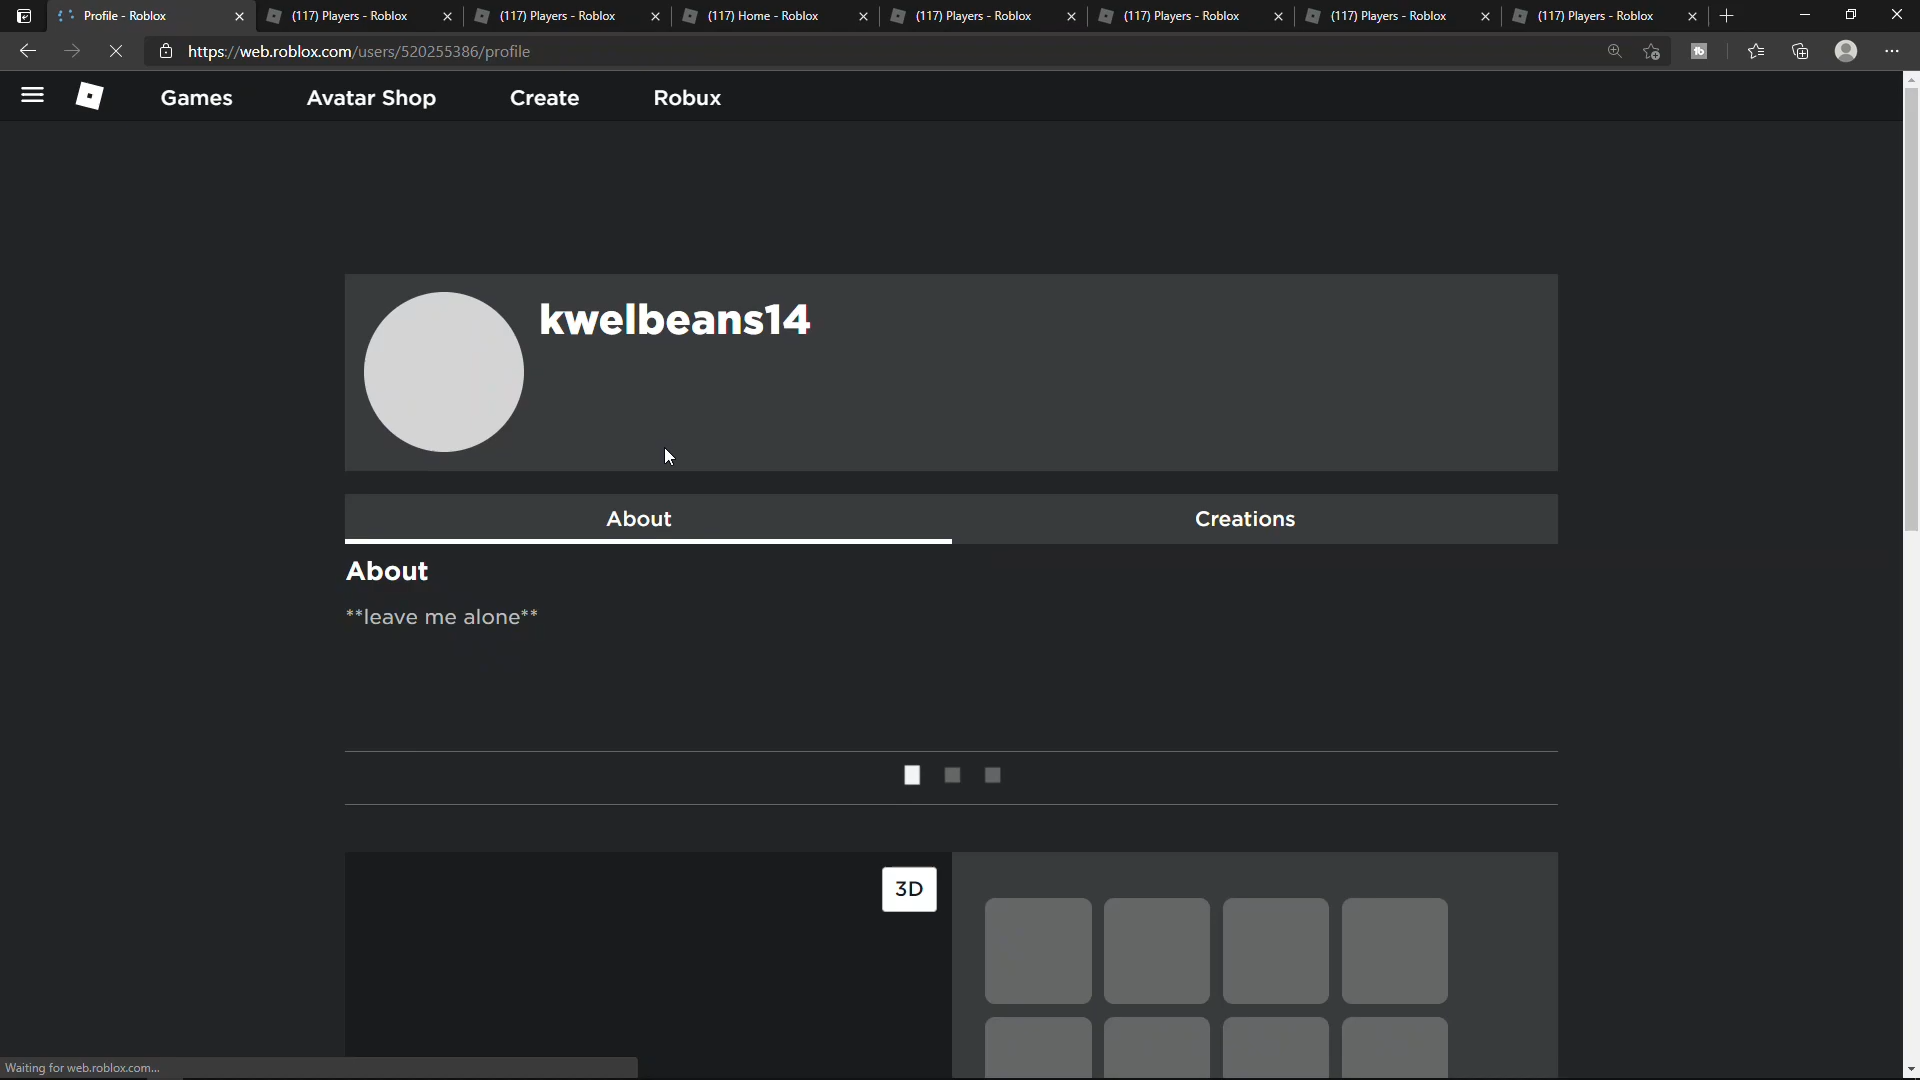 Profile - Roblox
(117) Players - Roblox
(117) Players - Roblox
(117) Home - Roblox
(117) Players - Roblox
(117) Players - Roblox
(117) Players - Roblox
(117) Players - Roblox
https://web.roblox.com/users/520255386/profile
tb
Games
Avatar Shop
Create
Robux
kwelbeans14
About
Creations
About
**leave me alone**
3D
Waiting for web.roblox.com...